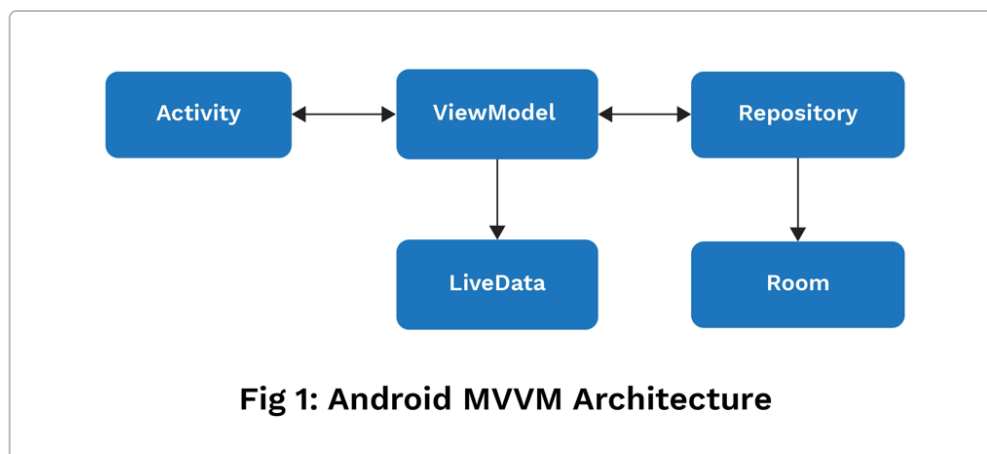 Activity
ViewModel
Repository
LiveData
Room
Fig 1: Android MVVM Architecture